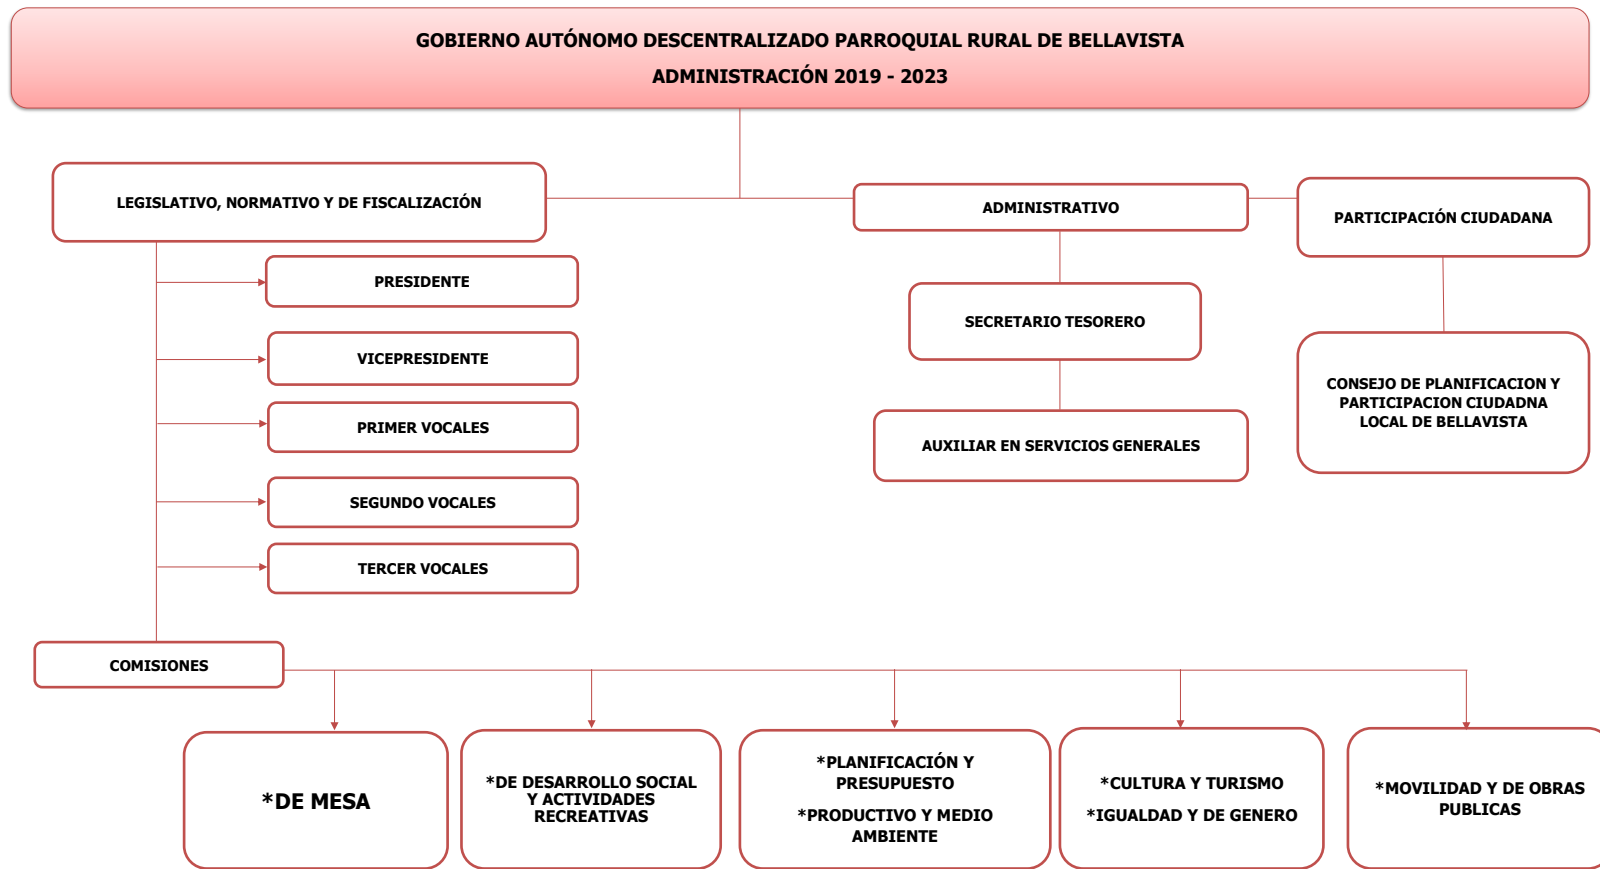 GOBIERNO AUTÓNOMO DESCENTRALIZADO PARROQUIAL RURAL DE BELLAVISTA
ADMINISTRACIÓN 2019 - 2023
LEGISLATIVO, NORMATIVO Y DE FISCALIZACIÓN
ADMINISTRATIVO
PARTICIPACIÓN CIUDADANA
PRESIDENTE
VICEPRESIDENTE
PRIMER VOCALES
SEGUNDO VOCALES
TERCER VOCALES
SECRETARIO TESORERO
AUXILIAR EN SERVICIOS GENERALES
CONSEJO DE PLANIFICACION Y
PARTICIPACION CIUDADNA
LOCAL DE BELLAVISTA
COMISIONES
*DE MESA
*DE DESARROLLO SOCIAL
Y ACTIVIDADES
RECREATIVAS
*PLANIFICACIÓN Y
PRESUPUESTO
*PRODUCTIVO Y MEDIO
AMBIENTE
*CULTURA Y TURISMO
*IGUALDAD Y DE GENERO
*MOVILIDAD Y DE OBRAS
PUBLICAS